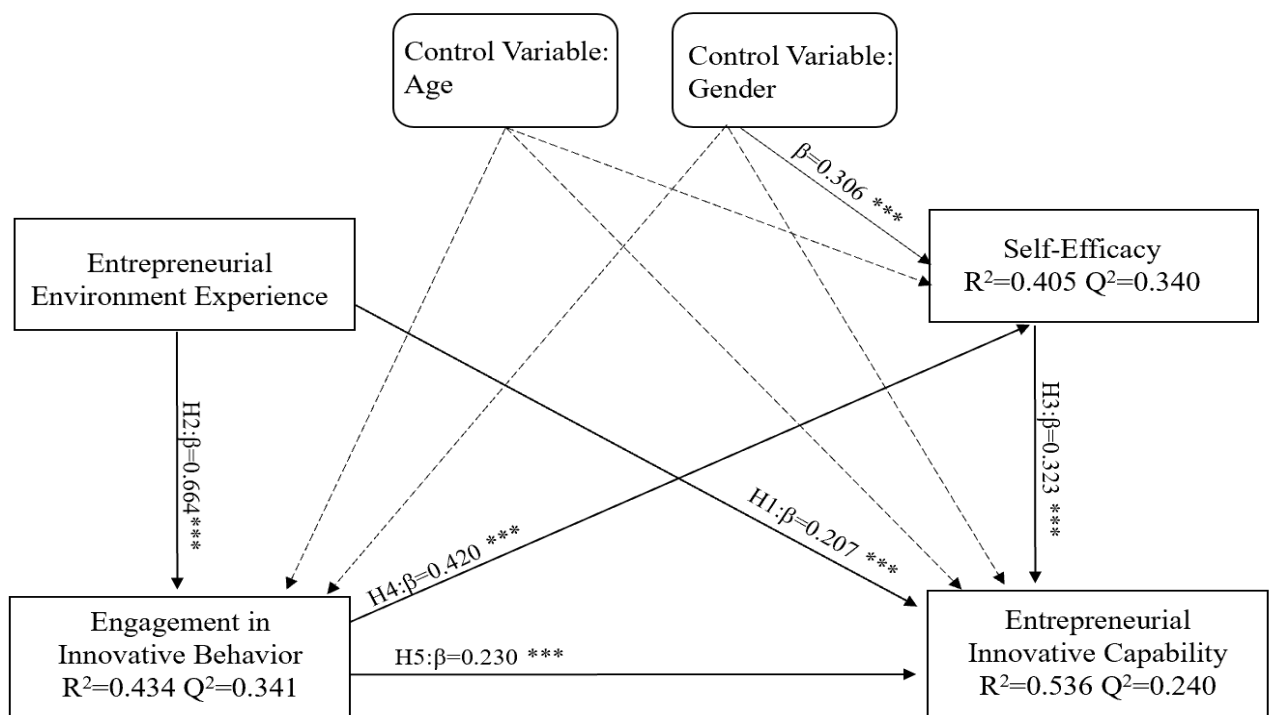 Control Variable:
Age
Control Variable:
Gender
β=0.306 ***
Entrepreneurial
Environment Experience
Self-Efficacy
R²=0.405 Q²=0.340
H2:β=0.664***
H3:β=0.323 ***
H1:β=0.207 ***
H4:β=0.420 ***
Engagement in
Innovative Behavior
R²=0.434 Q²=0.341
H5:β=0.230 ***
Entrepreneurial
Innovative Capability
R²=0.536 Q²=0.240